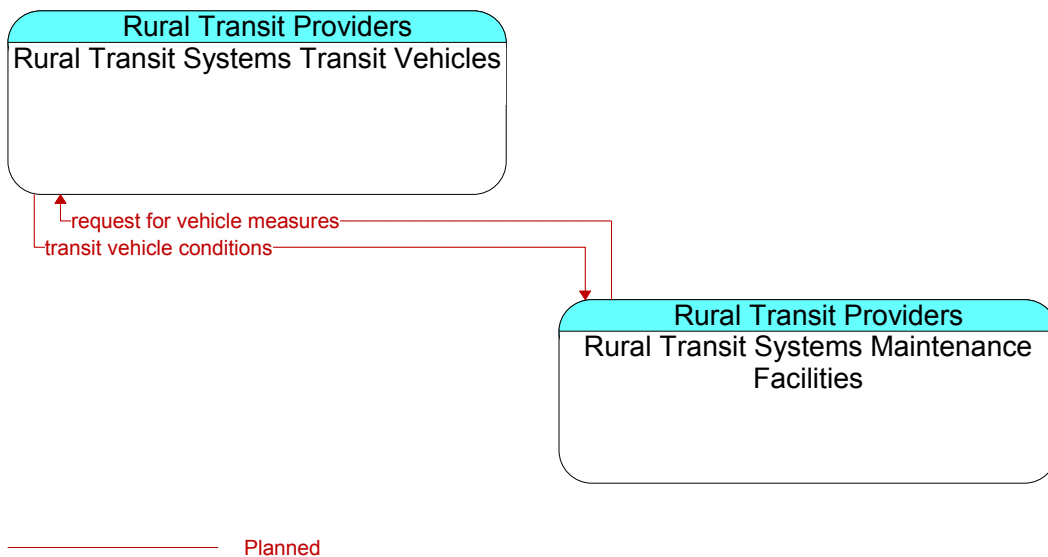 Rural Transit Providers
Rural Transit Systems Transit Vehicles
request for vehicle measures
transit vehicle conditions
Rural Transit Providers
Rural Transit Systems Maintenance
Facilities
Planned